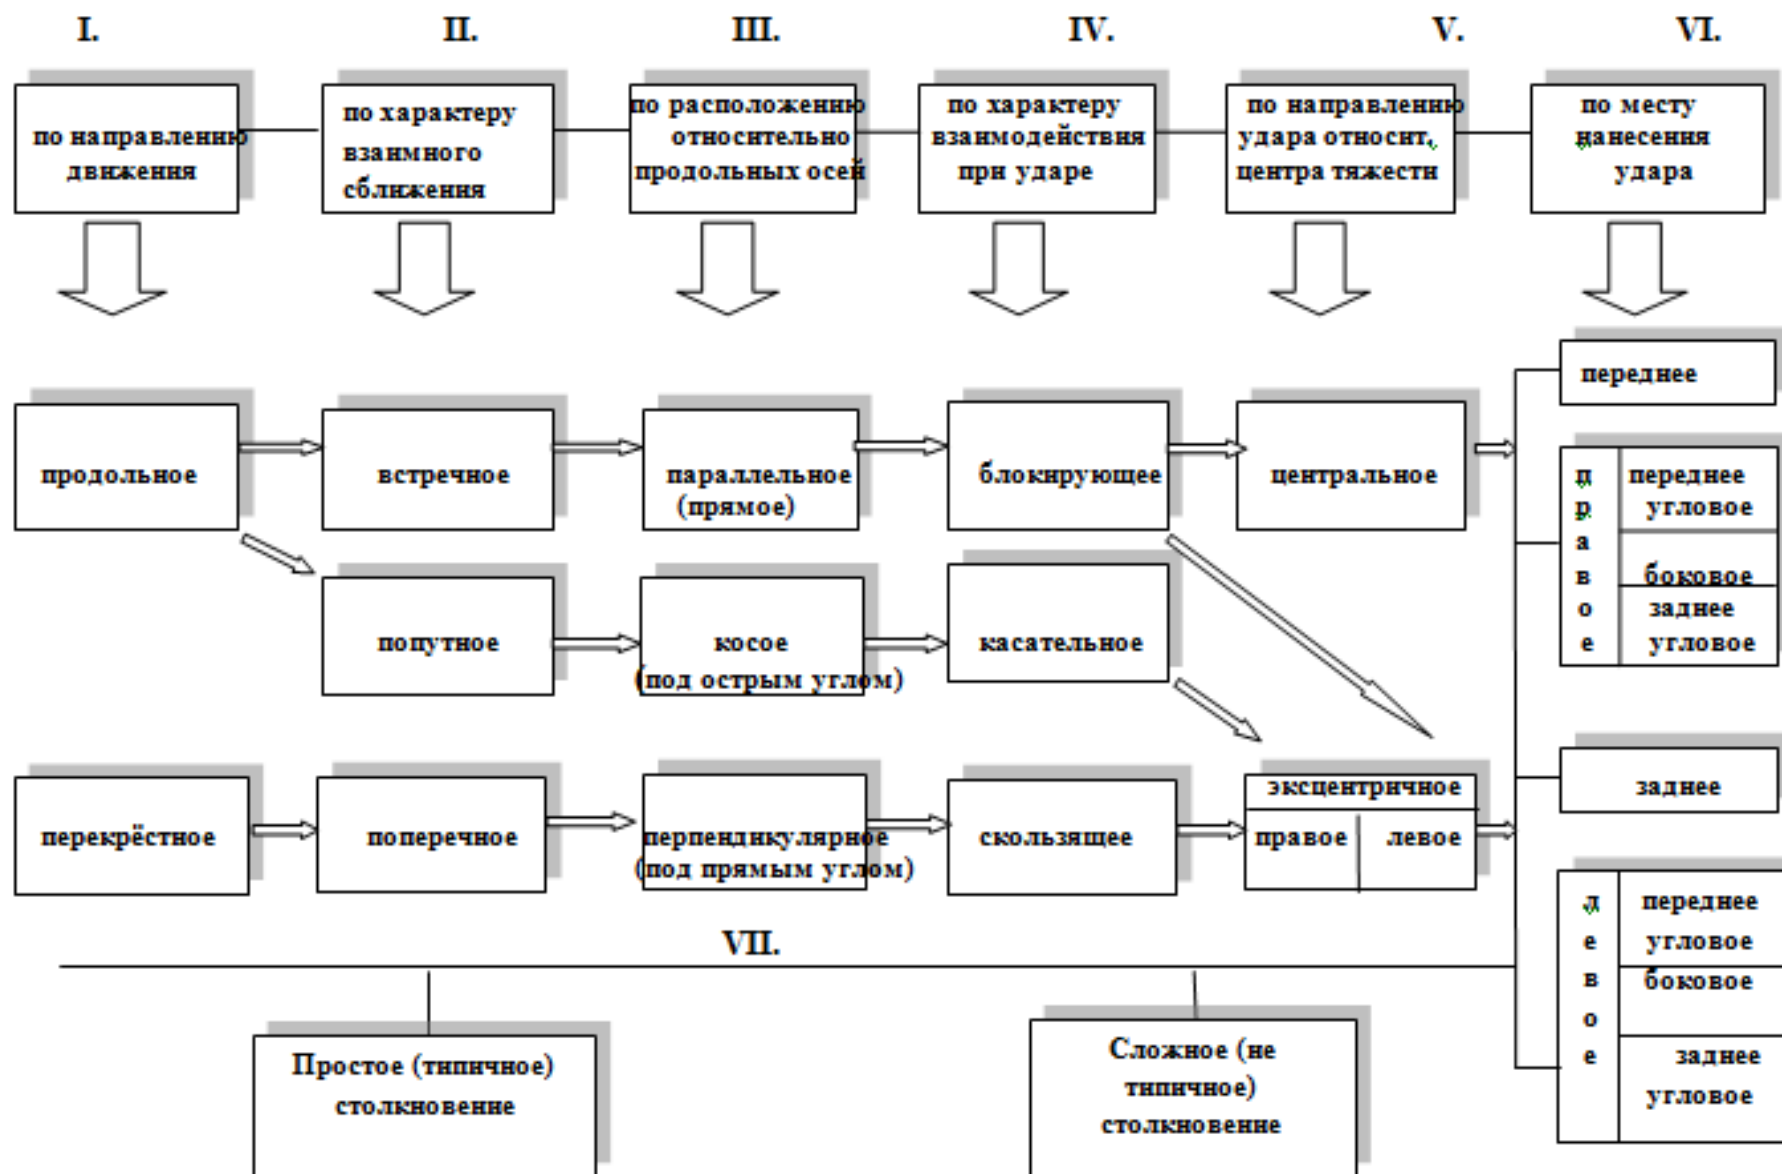 I.
II.
III.
IV.
V.
VI.
по направлению
движения
по характеру
взаимного
сближения
по расположению
относительно
продольных осей
по характеру
взаимодействия
при ударе
по направлению
удара относит.
центра тяжести
по месту
нанесения
удара
продольное
встречное
параллельное
(прямое)
блокирующее
центральное
переднее
правое
переднее
угловое
боковое
заднее
угловое
попутное
косое
(под острым углом)
касательное
заднее
перекрёстное
поперечное
перпендикулярное
(под прямым углом)
скользящее
эксцентричное
правое
левое
левое
переднее
угловое
боковое
заднее
угловое
VII.
Простое (типичное)
столкновение
Сложное (не
типичное)
столкновение